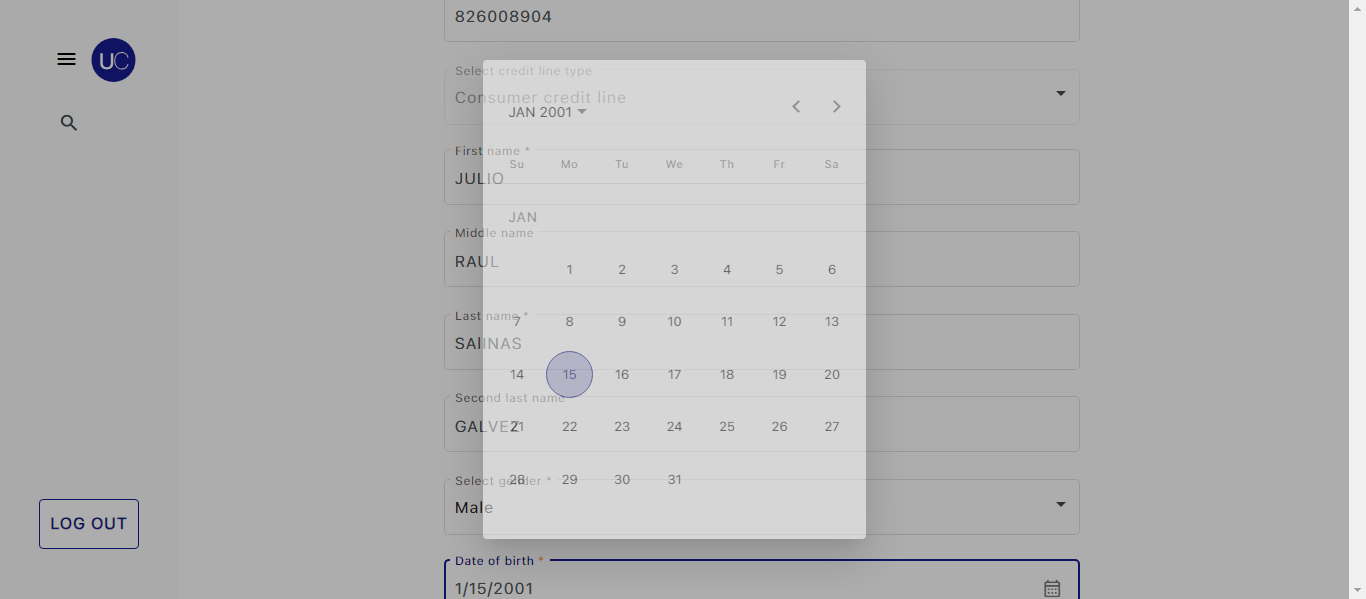 826008904
UC
Select credit line type
Consumer credit line
JAN 2001
First name *
Su Mo Tu We Th Fr Sa
JULIO
JAN
Middle name
RAUL
1 2 3 4 5 6
Last name *
7 8 9 10 11 12 13
SALINAS
14 15 16 17 18 19 20
Second last name
GALVEZ
21 22 23 24 25 26 27
Select gender *
28 29 30 31
Male
LOG OUT
Date of birth *
1/15/2001